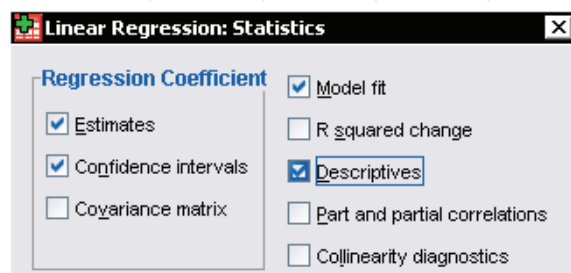 Linear Regression: Statistics
Regression Coefficient
Estimates
Confidence intervals
Covariance matrix
Model fit
R squared change
Descriptives
Part and partial correlations
Collinearity diagnostics